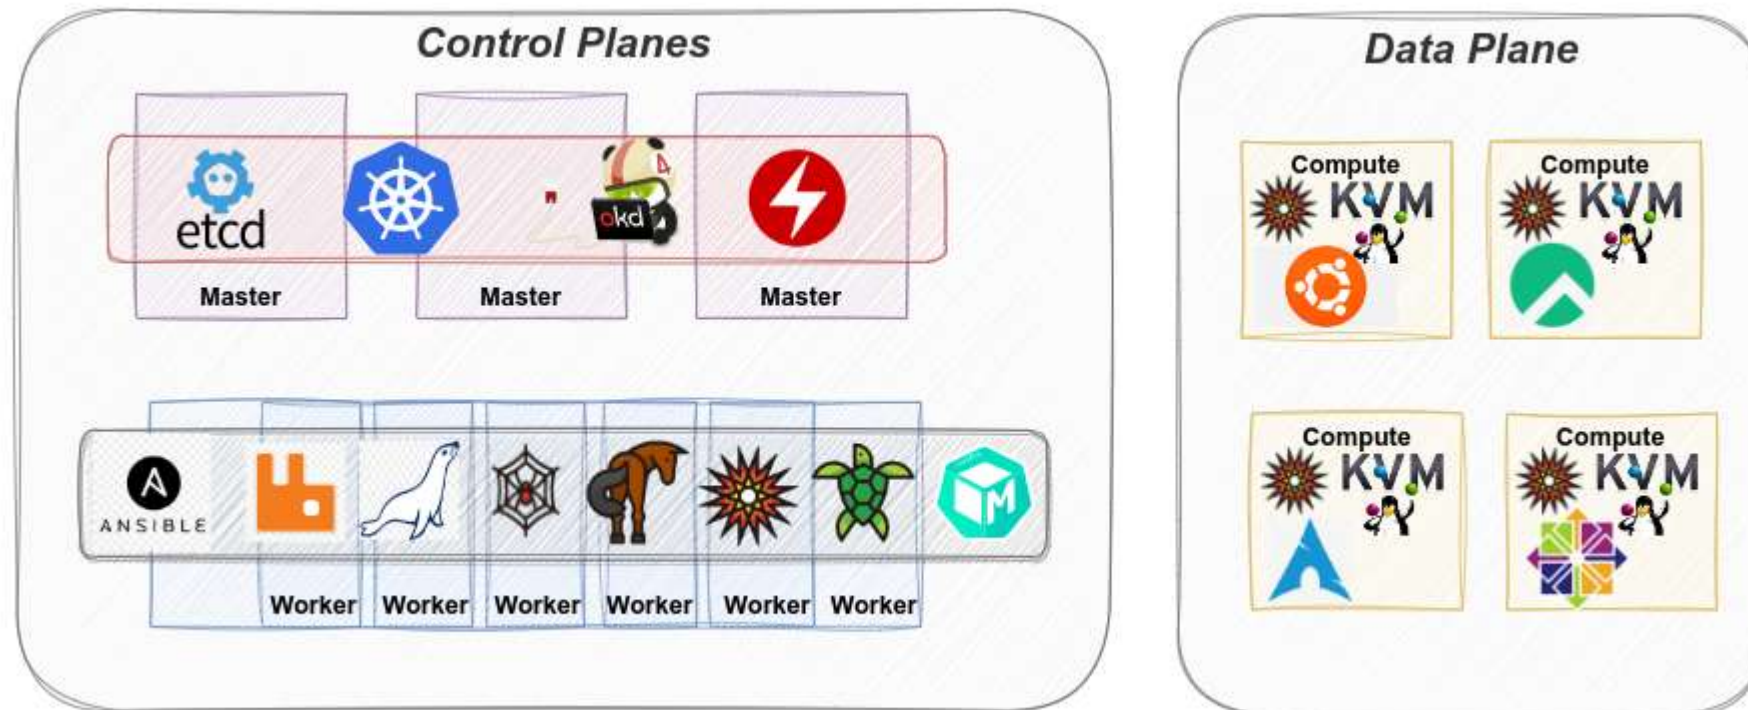 Control Planes
Data Plane
etcd
4
okd
Master
Master
Master
ANSIBLE
M
Worker
Worker
Worker
Worker
Worker
Worker
Compute
KVM
Compute
KVM
Compute
KVM
Compute
KVM